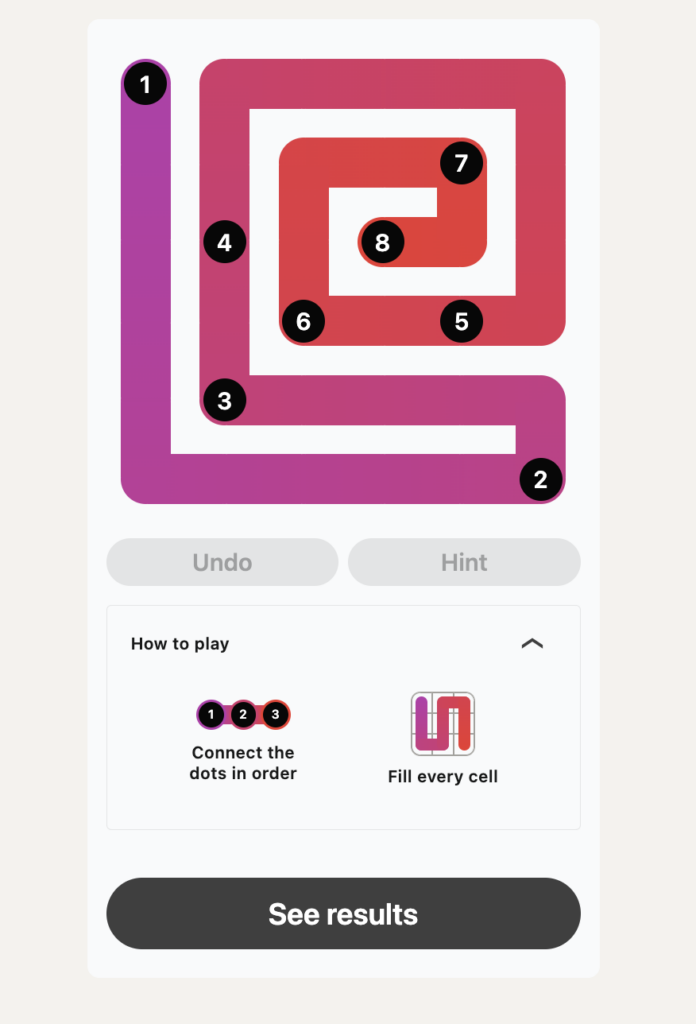 1
7
4
8
6
5
3
2
Undo
Hint
How to play
1 2 3
Connect the
dots in order
Fill every cell
See results